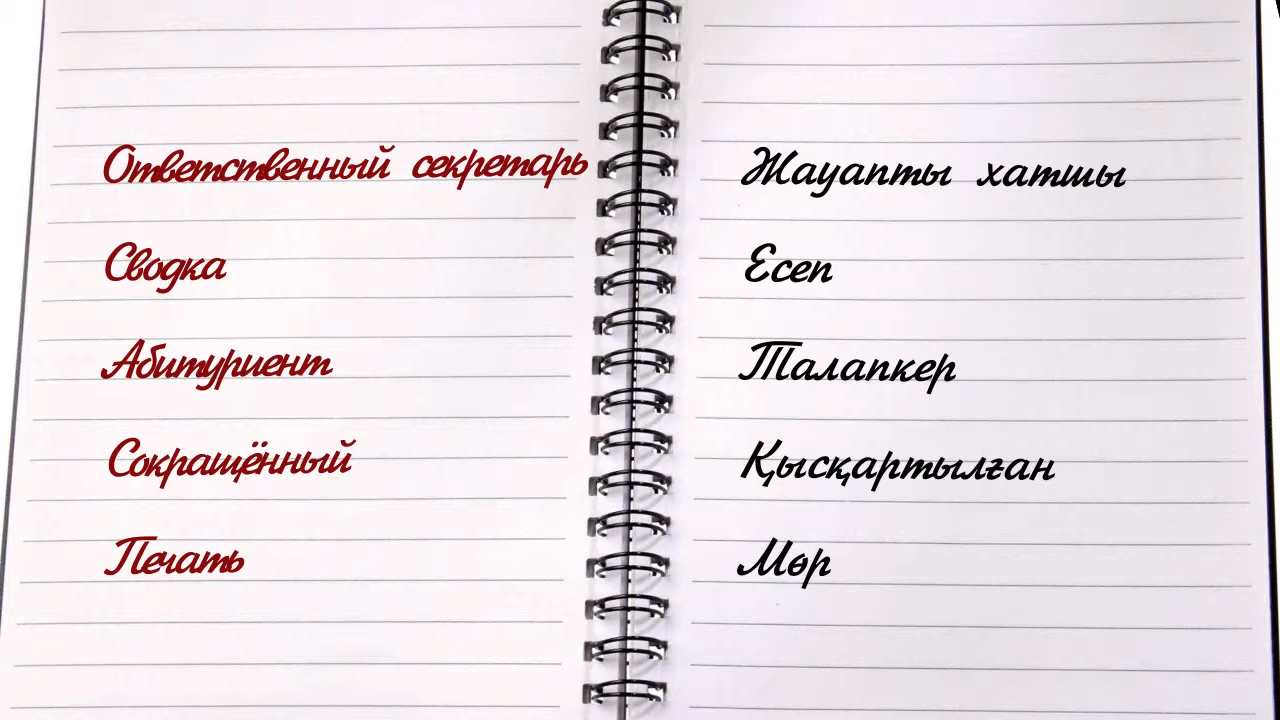 Ответственный секретарь
Жауапты хатшы
Сводка
Есеп
Абитуриент
Талапкер
Сокращённый
Қысқартылған
Печать
Мөр